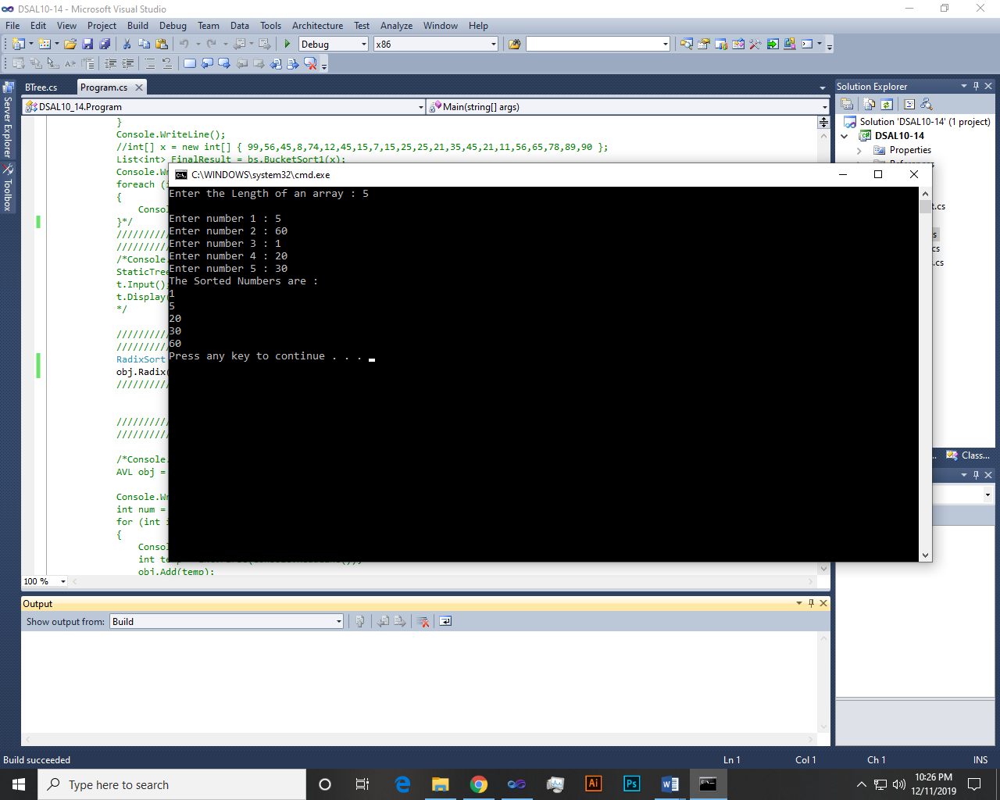 DSAL10-14 - Microsoft Visual Studio
File Edit View Project Build Debug Team Data Tools Architecture Test Analyze Window Help
Debug x86
BTree.cs Program.cs
DSAL10_14.Program Main(string[] args)
}
Console.WriteLine();
//int[] x = new int[] { 99,56,45,8,74,12,45,15,7,15,25,25,21,35,45,21,11,56,65,78,89,90 };
List<int> FinalResult = bs.BucketSort1(x);
Console.Wr
foreach (i
{
Conso
}*/
//////////
//////////
/*Console.
StaticTree
t.Input();
t.Display(
*/
//////////
//////////
RadixSort
obj.Radix(
//////////
//////////
//////////
/*Console.
AVL obj =
Console.Wr
int num =
for (int i
{
Consol
int
obj.Add(temp);
100 %
C:\WINDOWS\system32\cmd.exe
Enter the Length of an array : 5
Enter number 1 : 5
Enter number 2 : 60
Enter number 3 : 1
Enter number 4 : 20
Enter number 5 : 30
The Sorted Numbers are :
1
5
20
30
60
Press any key to continue . . .
Server Explorer
Toolbox
Solution Explorer
Solution 'DSAL10-14' (1 project)
DSAL10-14
Properties
t.cs
s
cs
.cs
Class...
Output
Show output from: Build
Build succeeded Ln 1 Col 1 Ch 1 INS
Type here to search
Ai Ps
10:26 PM
12/11/2019